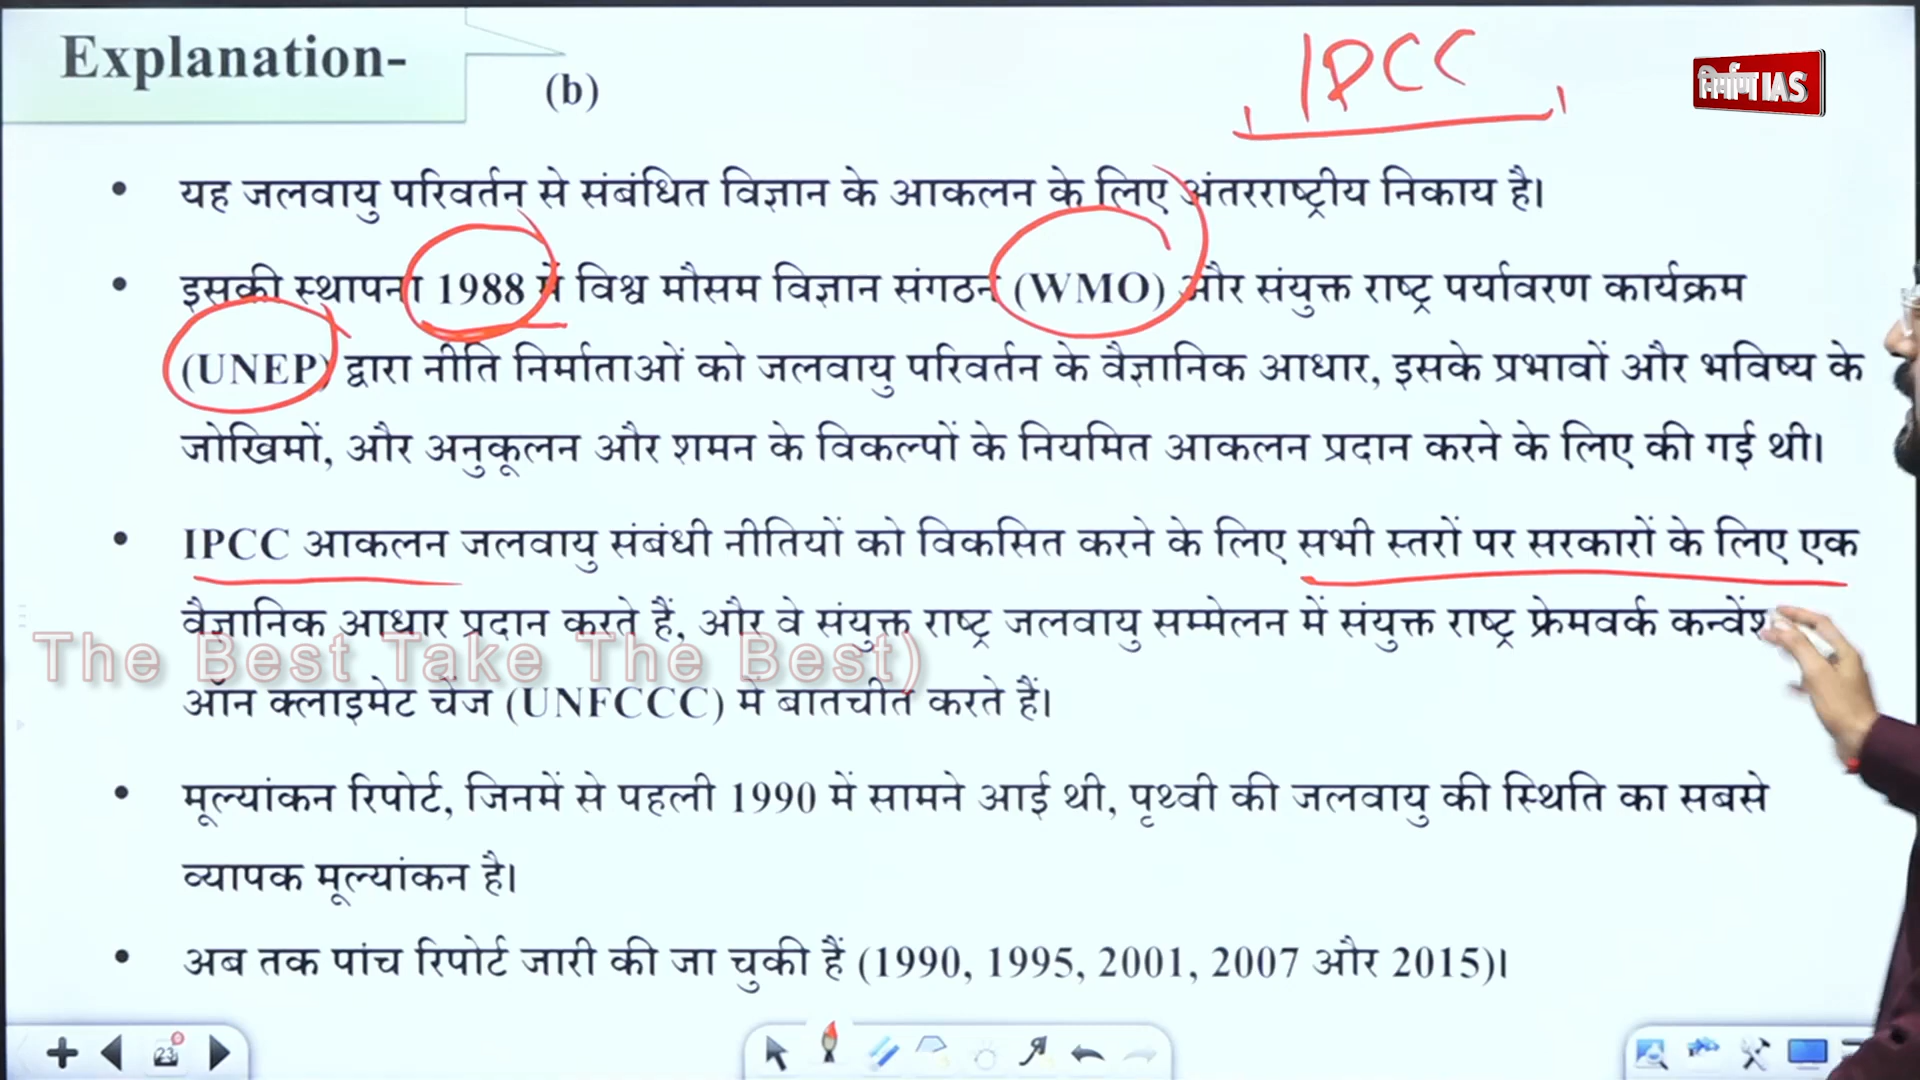 Explanation-
(b)
IPCC
निर्माण IAS
• यह जलवायु परिवर्तन से संबंधित विज्ञान के आकलन के लिए अंतरराष्ट्रीय निकाय है।
• इसकी स्थापना 1988 में विश्व मौसम विज्ञान संगठन (WMO) और संयुक्त राष्ट्र पर्यावरण कार्यक्रम
(UNEP) द्वारा नीति निर्माताओं को जलवायु परिवर्तन के वैज्ञानिक आधार, इसके प्रभावों और भविष्य के
जोखिमों, और अनुकूलन और शमन के विकल्पों के नियमित आकलन प्रदान करने के लिए की गई थी।
• IPCC आकलन जलवायु संबंधी नीतियों को विकसित करने के लिए सभी स्तरों पर सरकारों के लिए एक
वैज्ञानिक आधार प्रदान करते हैं, और वे संयुक्त राष्ट्र जलवायु सम्मेलन में संयुक्त राष्ट्र फ्रेमवर्क
The Best Take The Best)
ऑन क्लाइमेट चेंज (UNFCCC) में बातचीत करते हैं।
• मूल्यांकन रिपोर्ट, जिनमें से पहली 1990 में सामने आई थी, पृथ्वी की जलवायु की स्थिति का सबसे
व्यापक मूल्यांकन है।
• अब तक पांच रिपोर्ट जारी की जा चुकी हैं (1990, 1995, 2001, 2007 और 2015)।
23